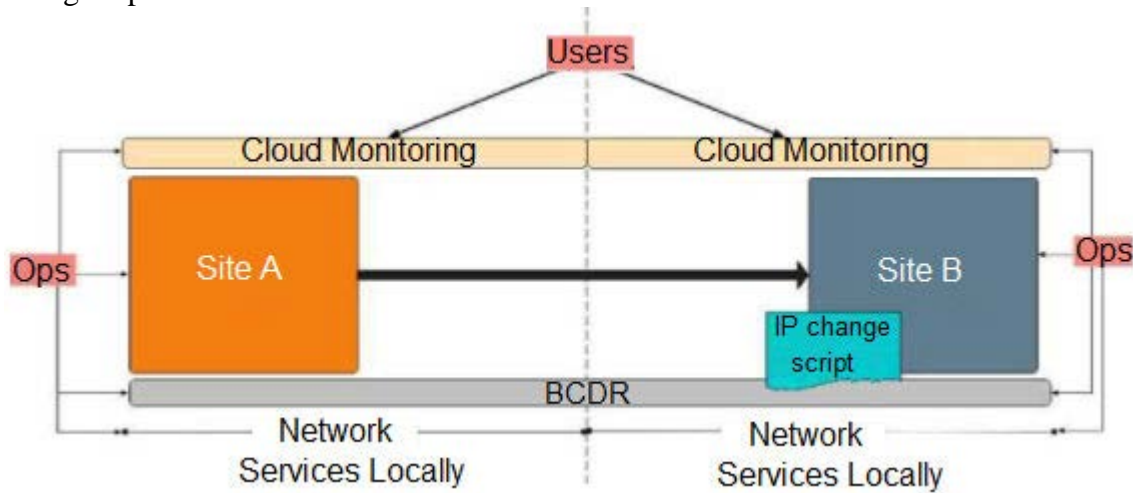 Users
Cloud Monitoring
Cloud Monitoring
Ops
Site A
Site B
Ops
IP change
script
BCDR
Network
Services Locally
Network
Services Locally